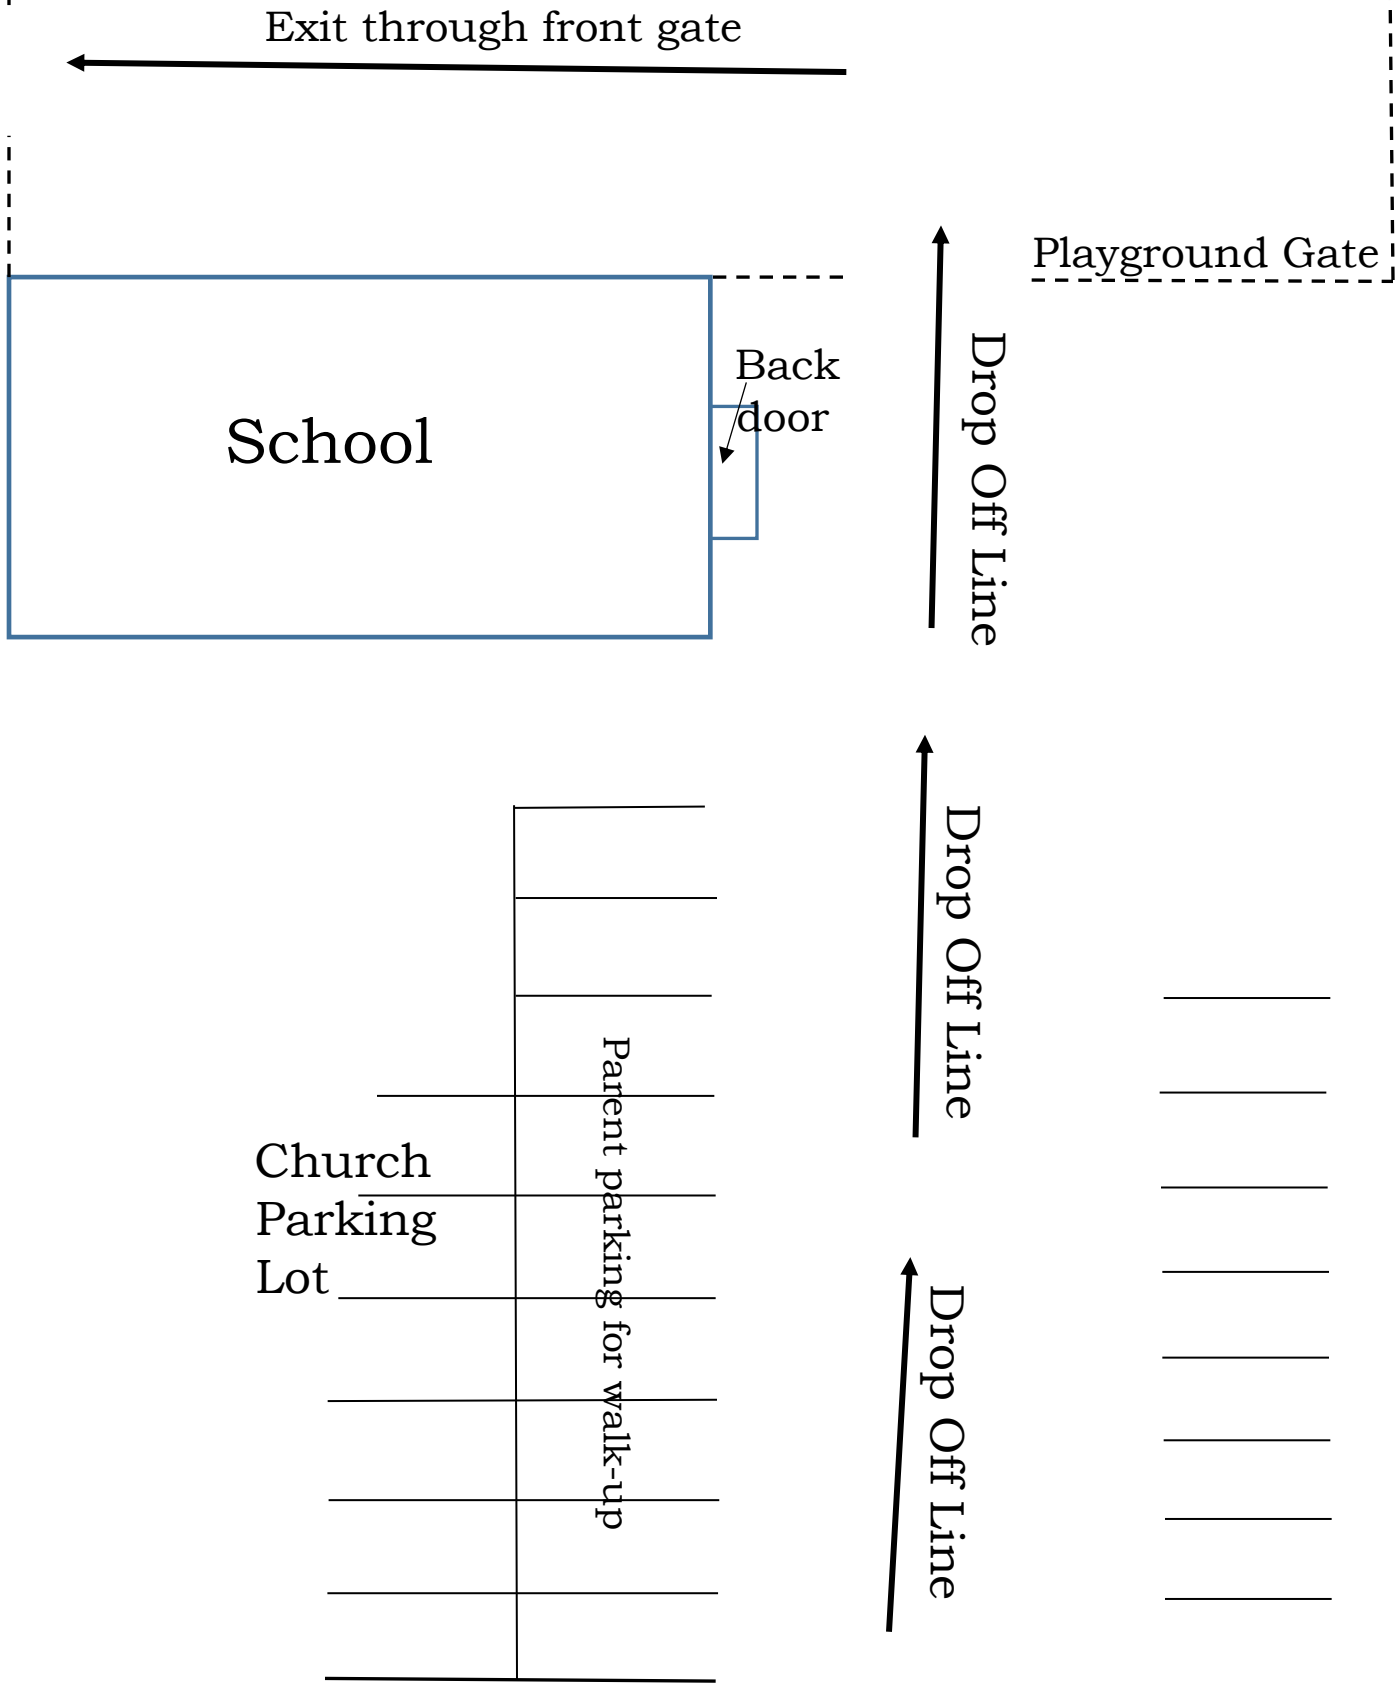 Exit through front gate
Playground Gate
Back
door
School
Drop Off Line
Drop Off Line
Parent parking for walk-up
Church
Parking
Lot
Drop Off Line